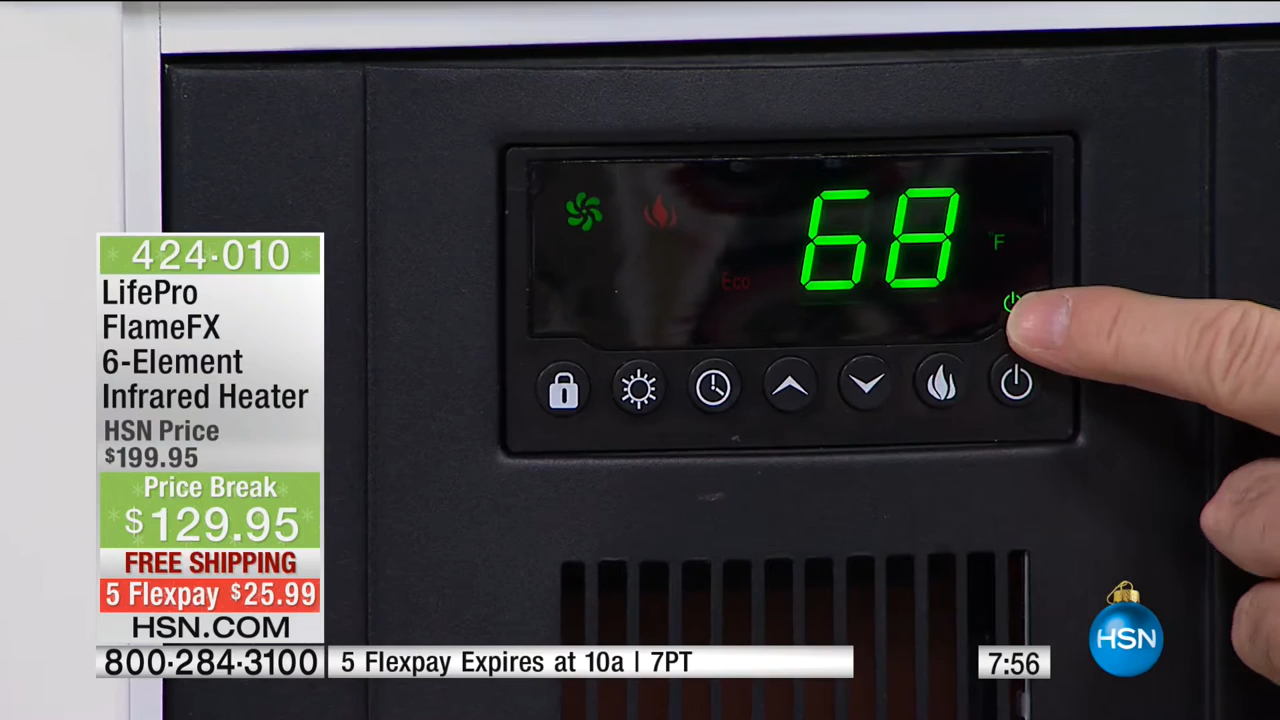 424-010
LifePro
FlameFX
6-Element
Infrared Heater
HSN Price
$199.95
Price Break
$129.95
FREE SHIPPING
5 Flexpay $25.99
HSN.COM
800-284-3100
5 Flexpay Expires at 10a | 7PT
7:56
HSN
68
F
Eco